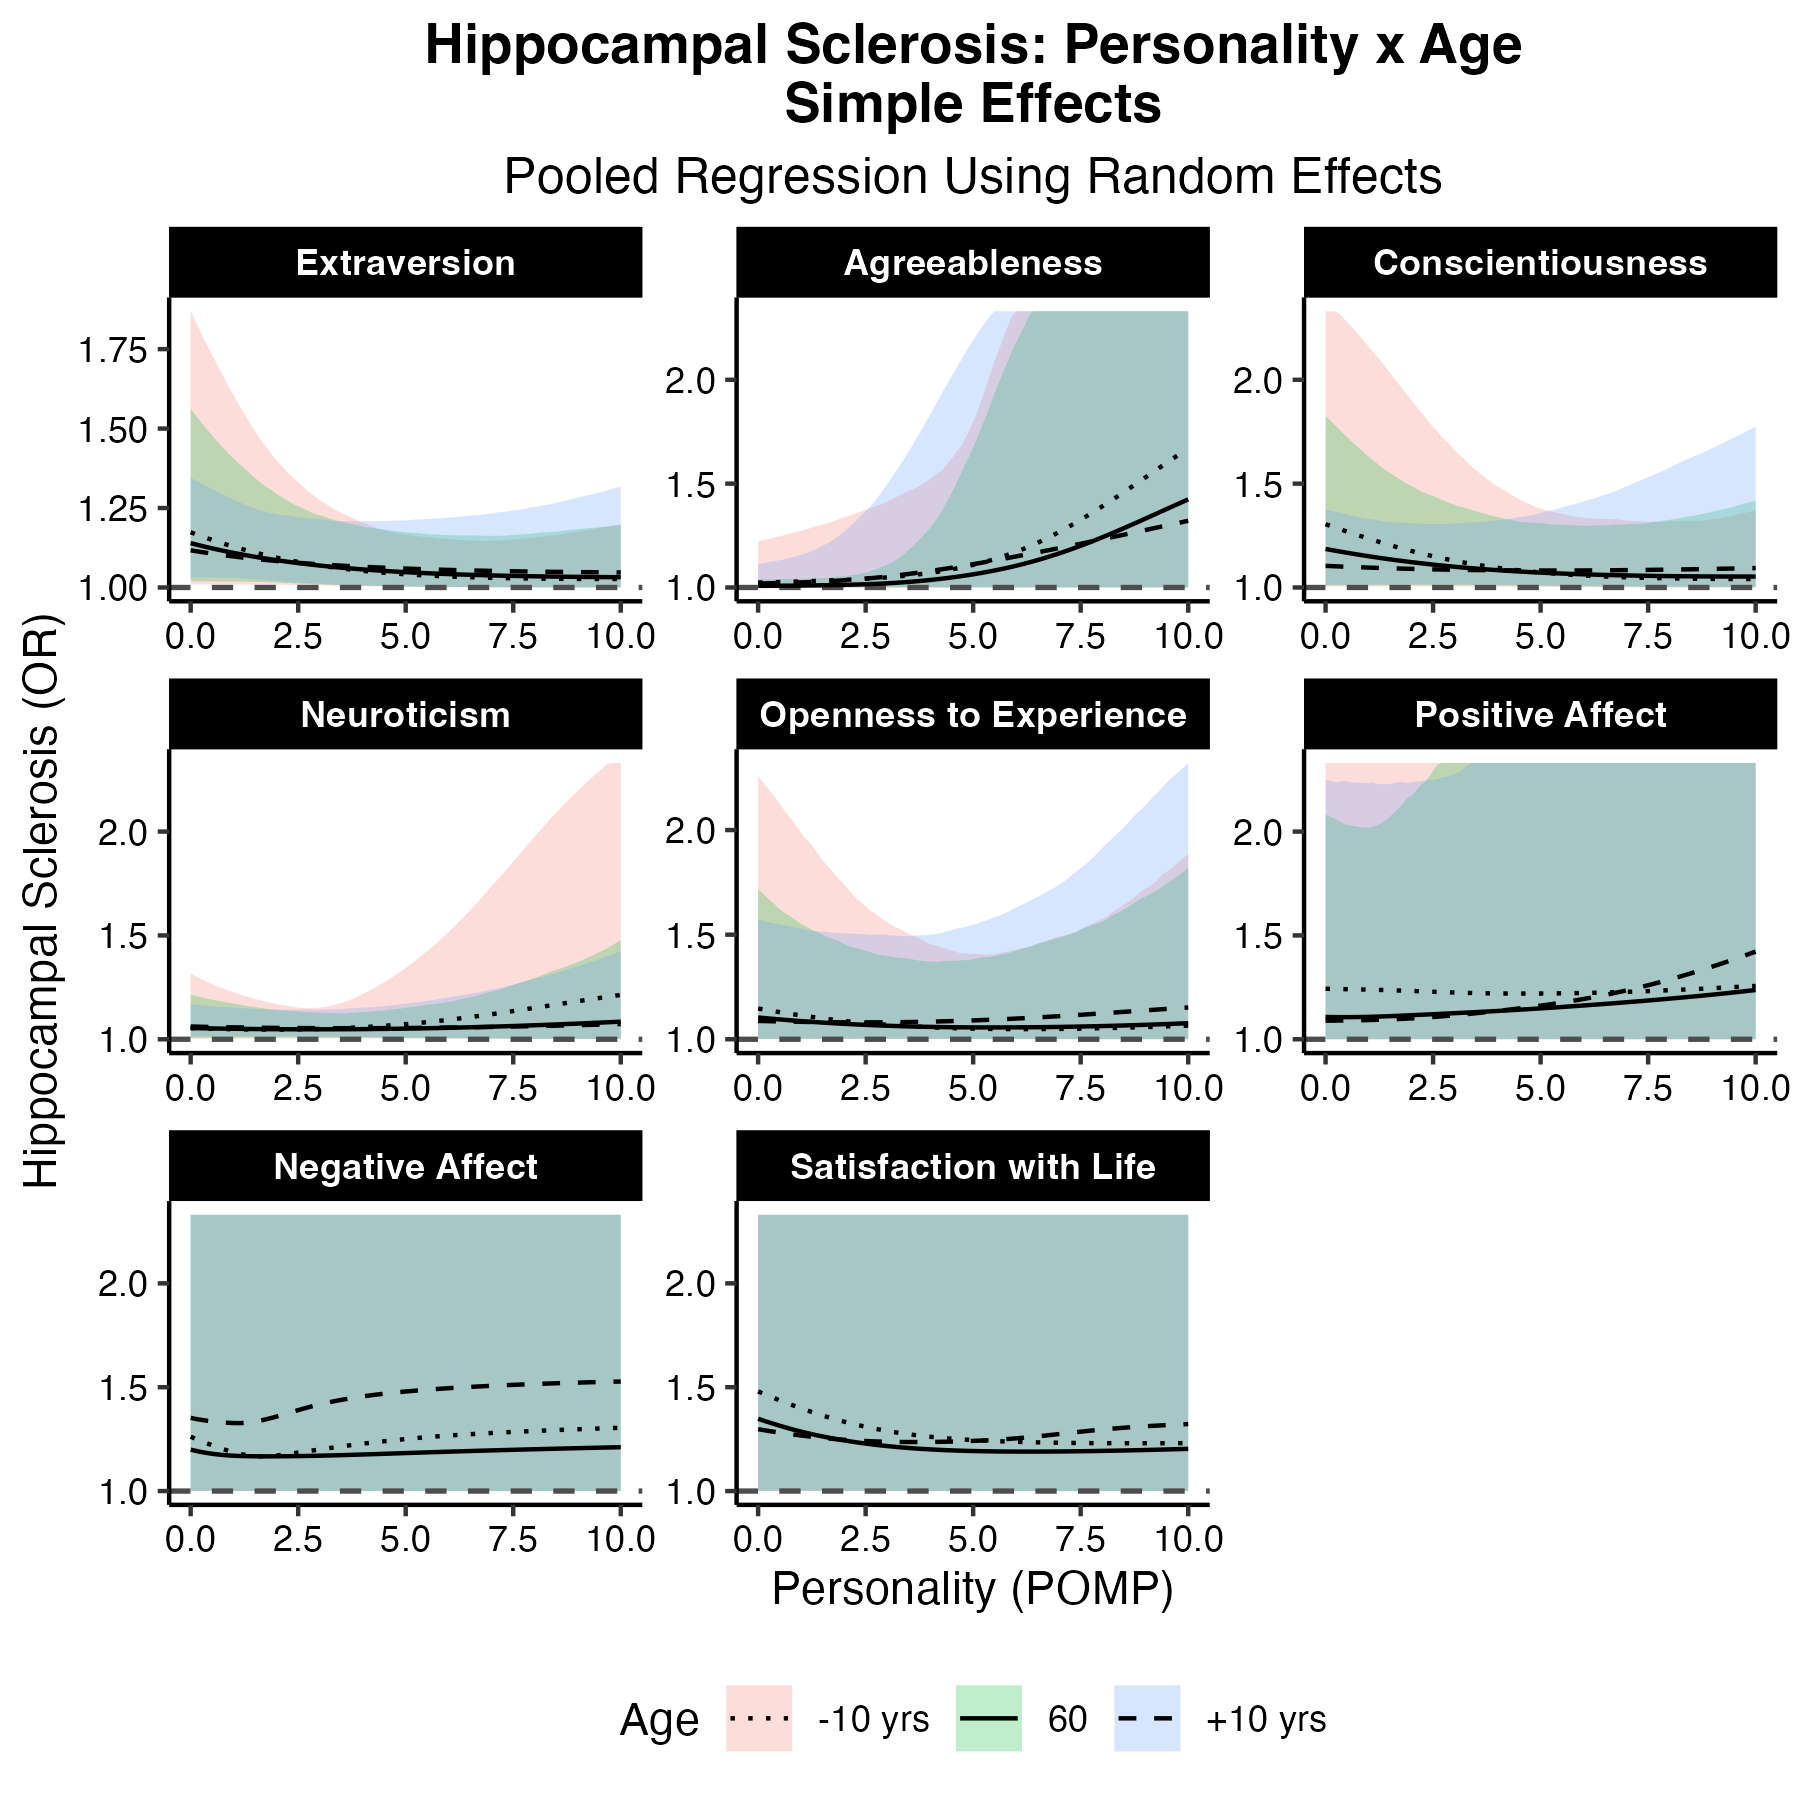 Hippocampal Sclerosis: Personality x Age
Simple Effects
Pooled Regression Using Random Effects
Extraversion
Agreeableness
Conscientiousness
1.75
1.50
1.25
1.00
2.0
1.5
1.0
2.0
1.5
1.0
0.0 2.5 5.0 7.5 10.0
0.0 2.5 5.0 7.5 10.0
0.0 2.5 5.0 7.5 10.0
Hippocampal Sclerosis (OR)
Neuroticism
Openness to Experience
Positive Affect
2.0
1.5
1.0
2.0
1.5
1.0
2.0
1.5
1.0
0.0 2.5 5.0 7.5 10.0
0.0 2.5 5.0 7.5 10.0
0.0 2.5 5.0 7.5 10.0
Negative Affect
Satisfaction with Life
2.0
1.5
1.0
2.0
1.5
1.0
0.0 2.5 5.0 7.5 10.0
0.0 2.5 5.0 7.5 10.0
Personality (POMP)
Age -10 yrs 60 +10 yrs